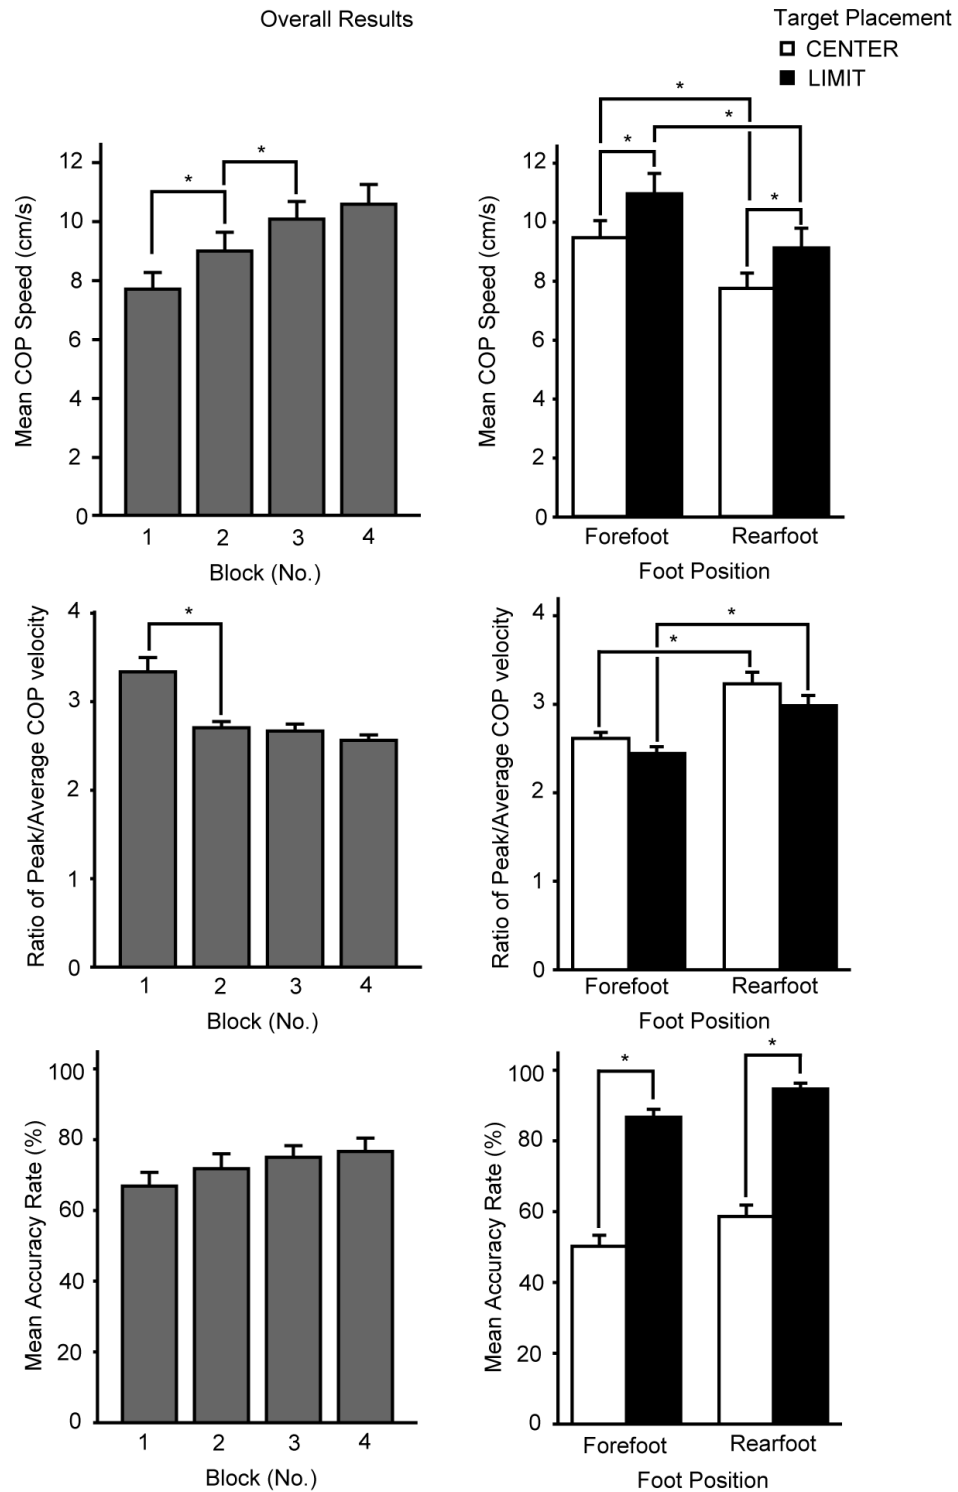 Overall Results
Target Placement
CENTER
LIMIT
Mean COP Speed (cm/s)
12
10
8
6
4
2
0
* *
1 2 3 4
Block (No.)
Mean COP Speed (cm/s)
12
10
8
6
4
2
0
* * * *
Forefoot Rearfoot
Foot Position
Ratio of Peak/Average COP velocity
4
3
2
1
0
*
1 2 3 4
Block (No.)
Ratio of Peak/Average COP velocity
4
3
2
1
0
* *
Forefoot Rearfoot
Foot Position
Mean Accuracy Rate (%)
100
80
60
40
20
0
1 2 3 4
Block (No.)
Mean Accuracy Rate (%)
100
80
60
40
20
0
* *
Forefoot Rearfoot
Foot Position